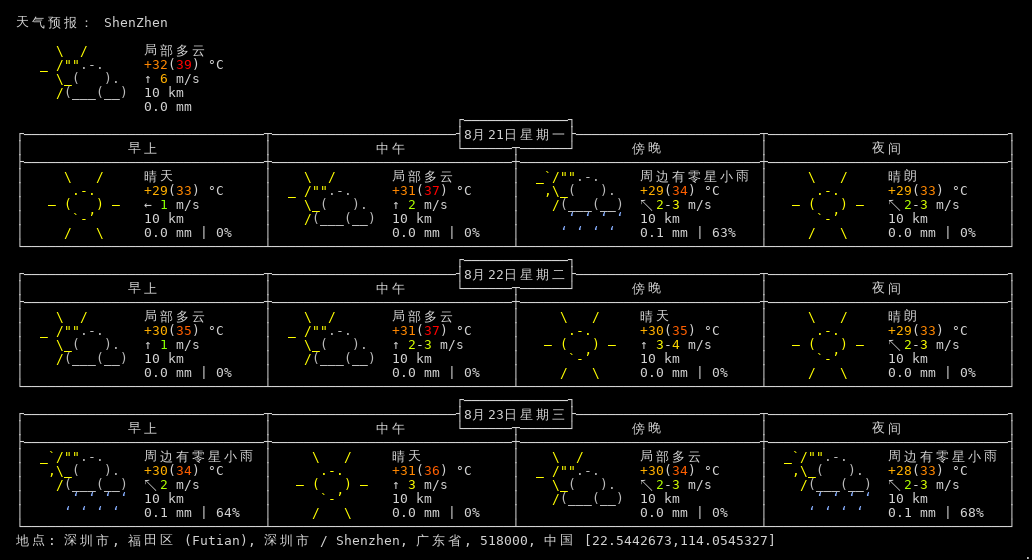 天气预报： ShenZhen
局部多云
+32(39) °C
↑ 6 m/s
10 km
0.0 mm
8月21日星期一
早上 中午 傍晚 夜间
晴天 局部多云 周边有零星小雨 晴朗
+29(33) °C +31(37) °C +29(34) °C +29(33) °C
← 1 m/s ↑ 2 m/s ↖ 2-3 m/s ↖ 2-3 m/s
10 km 10 km 10 km 10 km
0.0 mm | 0% 0.0 mm | 0% 0.1 mm | 63% 0.0 mm | 0%
8月22日星期二
早上 中午 傍晚 夜间
局部多云 局部多云 晴天 晴朗
+30(35) °C +31(37) °C +30(35) °C +29(33) °C
↑ 1 m/s ↑ 2-3 m/s ↑ 3-4 m/s ↖ 2-3 m/s
10 km 10 km 10 km 10 km
0.0 mm | 0% 0.0 mm | 0% 0.0 mm | 0% 0.0 mm | 0%
8月23日星期三
早上 中午 傍晚 夜间
周边有零星小雨 晴天 局部多云 周边有零星小雨
+30(34) °C +31(36) °C +30(34) °C +28(33) °C
↖ 2 m/s ↑ 3 m/s ↖ 2-3 m/s ↖ 2-3 m/s
10 km 10 km 10 km 10 km
0.1 mm | 64% 0.0 mm | 0% 0.0 mm | 0% 0.1 mm | 68%
地点: 深圳市, 福田区 (Futian), 深圳市 / Shenzhen, 广东省, 518000, 中国 [22.5442673,114.0545327]